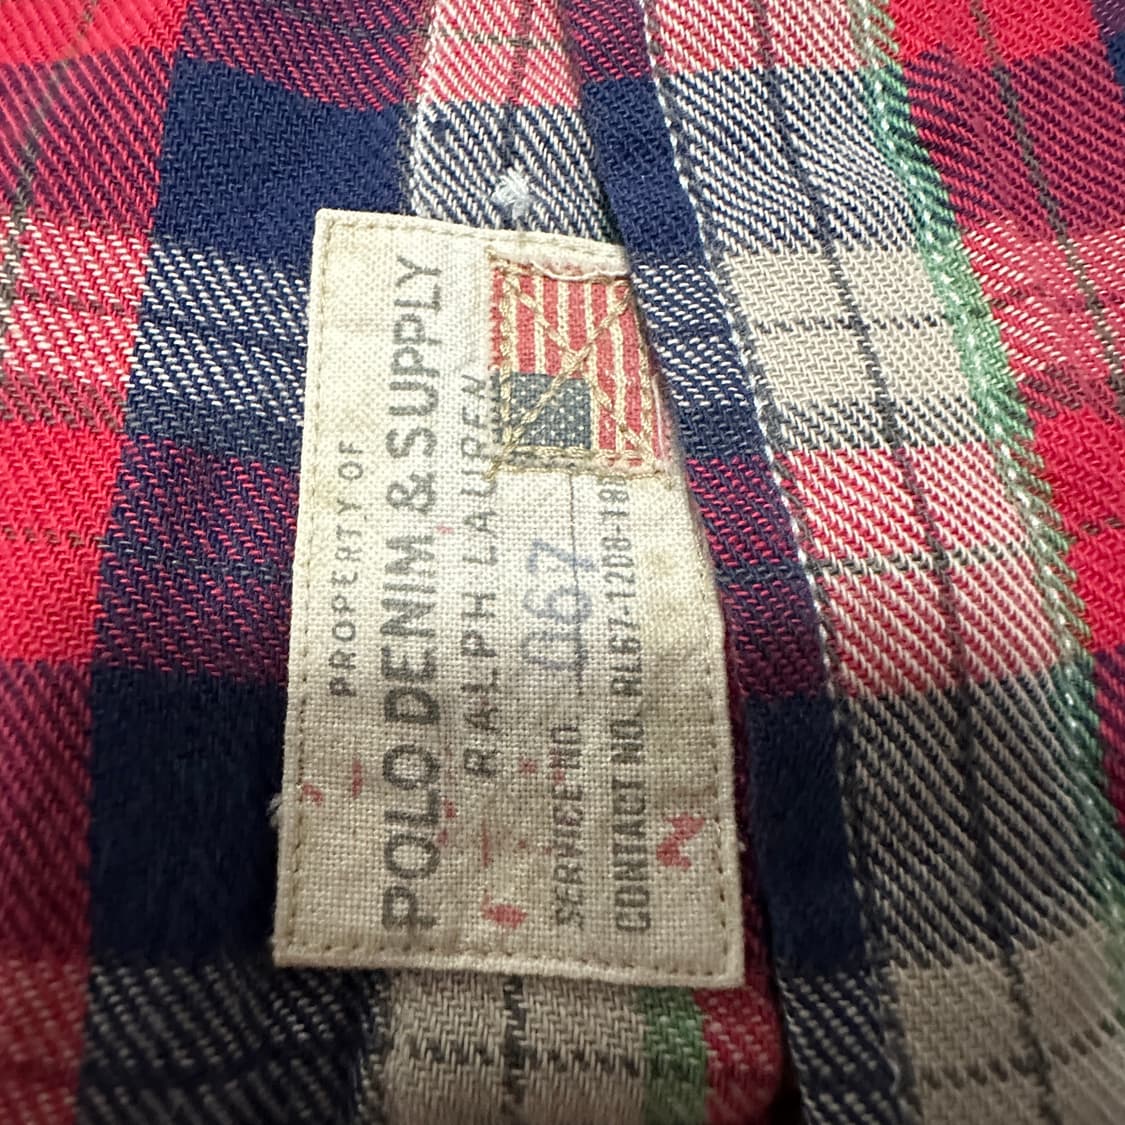 PROPERTY OF
POLO DENIM & SUPPLY
RALPH LAUREN
SERVICE NO. 067
CONTACT NO. RL67-1208-18